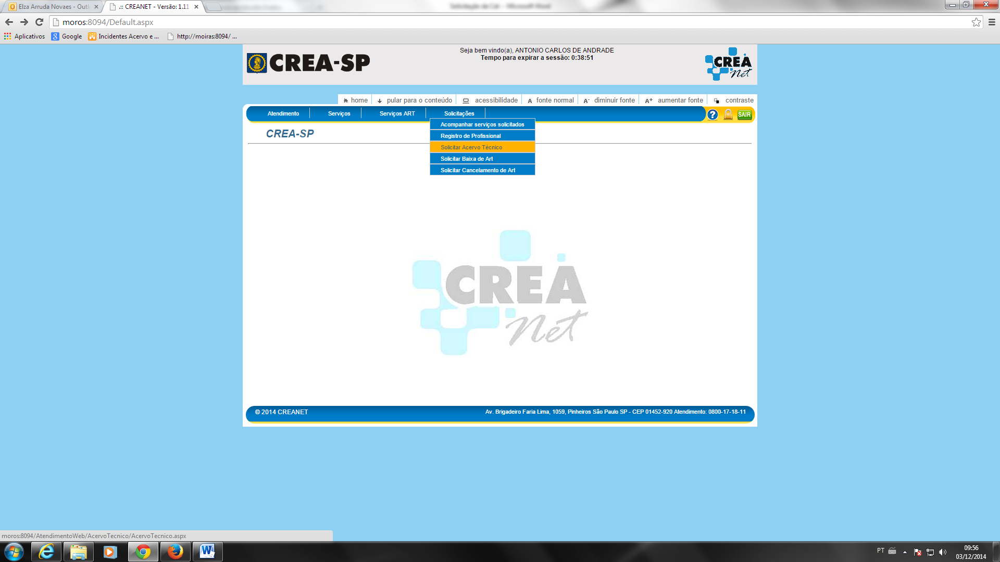 Elza Arruda Novaes - Outl
.:: CREANET - Versão: 1.11
Solicitação de Cat - Microsoft Word
moros:8094/Default.aspx
Aplicativos
Google
Incidentes Acervo e ...
http://moiras:8094/ ...
CREA-SP
Seja bem vindo(a), ANTONIO CARLOS DE ANDRADE
Tempo para expirar a sessão: 0:38:51
CREA
Net
home
pular para o conteúdo
acessibilidade
A fonte normal
A- diminuir fonte
A+ aumentar fonte
contraste
Atendimento
Serviços
Serviços ART
Solicitações
?
SAIR
Acompanhar serviços solicitados
Registro de Profissional
Solicitar Acervo Técnico
Solicitar Baixa de Art
Solicitar Cancelamento de Art
CREA-SP
CREA
Net
© 2014 CREANET
Av. Brigadeiro Faria Lima, 1059, Pinheiros São Paulo SP - CEP 01452-920 Atendimento: 0800-17-18-11
moros:8094/AtendimentoWeb/AcervoTecnico/AcervoTecnico.aspx
PT
09:56
03/12/2014